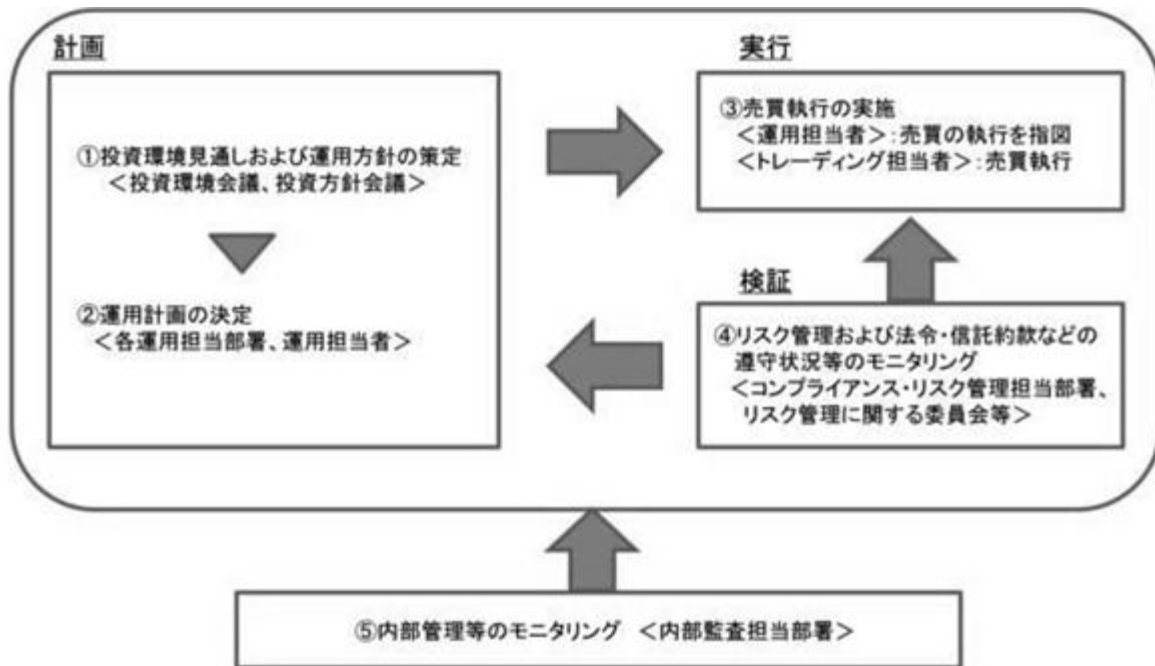 計画
①投資環境見通しおよび運用方針の策定
＜投資環境会議、投資方針会議＞
②運用計画の決定
＜各運用担当部署、運用担当者＞
実行
③売買執行の実施
＜運用担当者＞：売買の執行を指図
＜トレーディング担当者＞：売買執行
検証
④リスク管理および法令・信託約款などの
遵守状況等のモニタリング
＜コンプライアンス・リスク管理担当部署、
リスク管理に関する委員会等＞
⑤内部管理等のモニタリング ＜内部監査担当部署＞